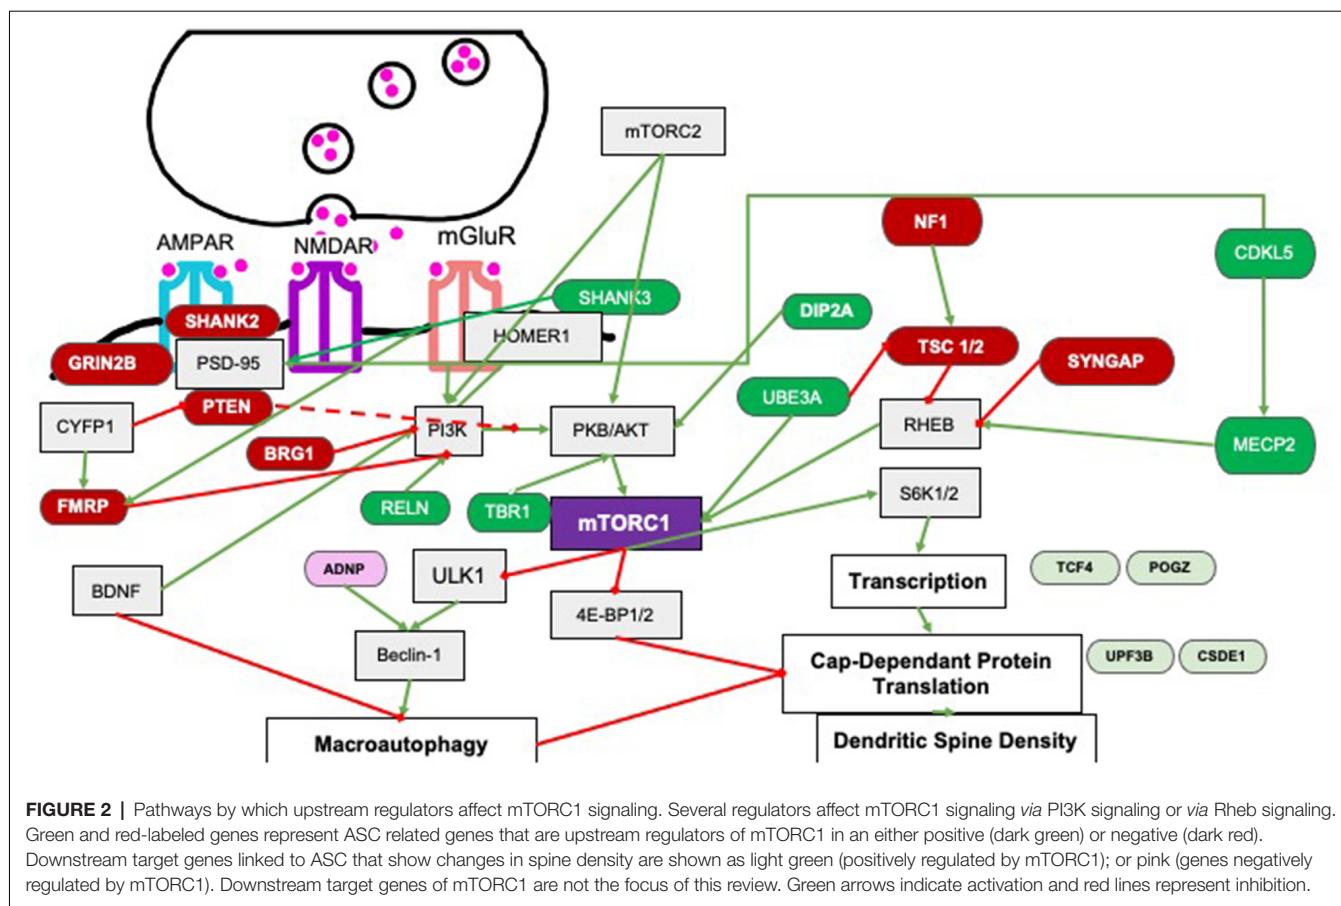 mTORC2
AMPAR
NMDAR
mGluR
NF1
CDKL5
SHANK3
DIP2A
SHANK2
HOMER1
TSC 1/2
SYNGAP
GRIN2B
PSD-95
UBE3A
PTEN
CYFP1
PI3K
PKB/AKT
RHEB
MECP2
BRG1
FMRP
RELN
TBR1
mTORC1
S6K1/2
ADNP
ULK1
BDNF
Transcription
TCF4
POGZ
4E-BP1/2
Beclin-1
Cap-Dependant Protein
Translation
UPF3B
CSDE1
Macroautophagy
Dendritic Spine Density
FIGURE 2 | Pathways by which upstream regulators affect mTORC1 signaling. Several regulators affect mTORC1 signaling via PI3K signaling or via Rheb signaling.
Green and red-labeled genes represent ASC related genes that are upstream regulators of mTORC1 in an either positive (dark green) or negative (dark red).
Downstream target genes linked to ASC that show changes in spine density are shown as light green (positively regulated by mTORC1); or pink (genes negatively
regulated by mTORC1). Downstream target genes of mTORC1 are not the focus of this review. Green arrows indicate activation and red lines represent inhibition.